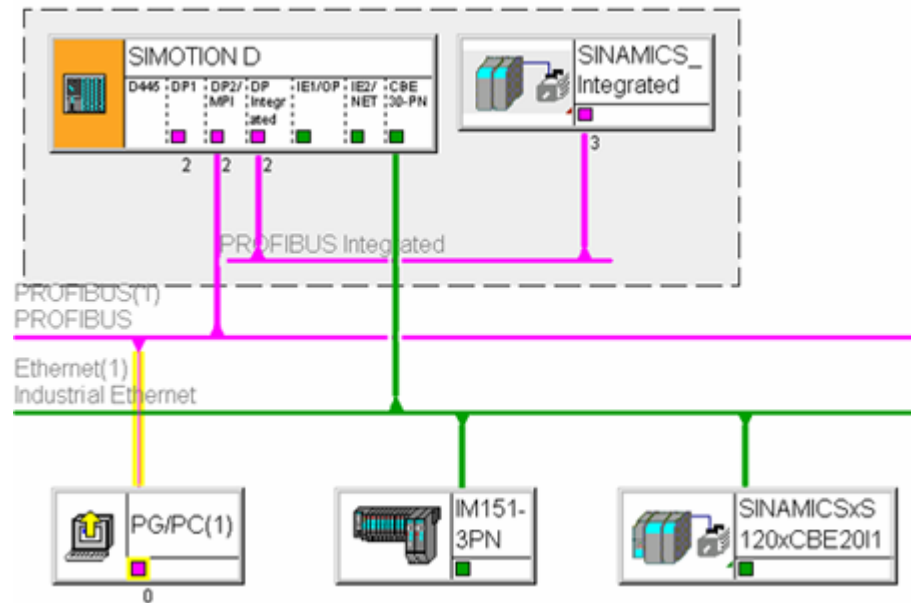 SIMOTION D
D445 DP1 DP2/ DP IE1/OP IE2/ CBE
MPI Integr NET 30-PN
ated
2 2 2
SINAMICS_
Integrated
3
PROFIBUS Integrated
PROFIBUS(1)
PROFIBUS
Ethernet(1)
Industrial Ethernet
PG/PC(1)
0
IM151-
3PN
SINAMICSxS
120xCBE20I1